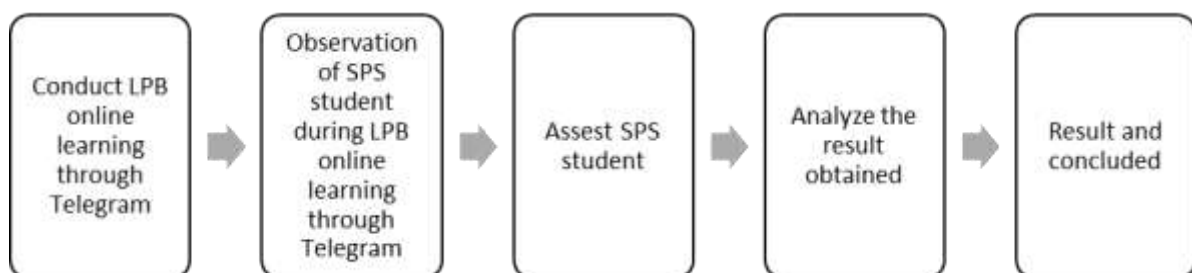 Conduct LPB
online
learning
through
Telegram
Observation
of SPS
student
during LPB
online
learning
through
Telegram
Assest SPS
student
Analyze the
result
obtained
Result and
concluded